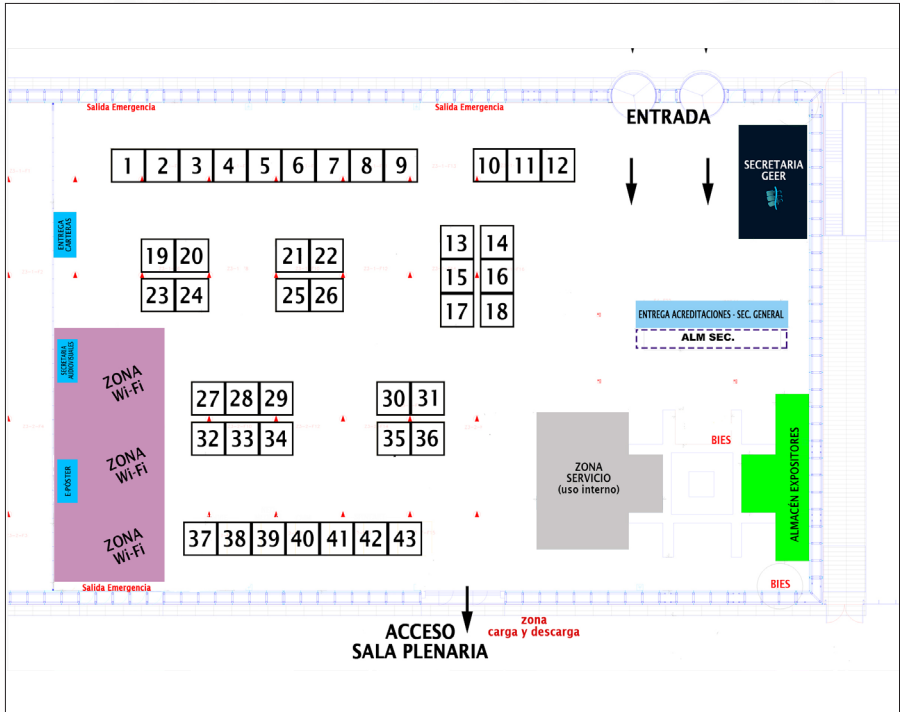 Salida Emergencia
Salida Emergencia
ENTRADA
1 2 3 4 5 6 7 8 9
10 11 12
SECRETARIA
GEER
ENTREGA
CARTERAS
13 14
19 20
21 22
15 16
23 24
25 26
17 18
ENTREGA ACREDITACIONES - SEC. GENERAL
ALM SEC.
SECRETARIA
AUDIOVISUALES
ZONA
Wi-Fi
27 28 29
30 31
32 33 34
35 36
BIES
ZONA
Wi-Fi
E-POSTER
ZONA
SERVICIO
(uso interno)
ALMACÉN EXPOSITORES
ZONA
Wi-Fi
37 38 39 40 41 42 43
Salida Emergencia
BIES
zona
carga y descarga
ACCESO
SALA PLENARIA